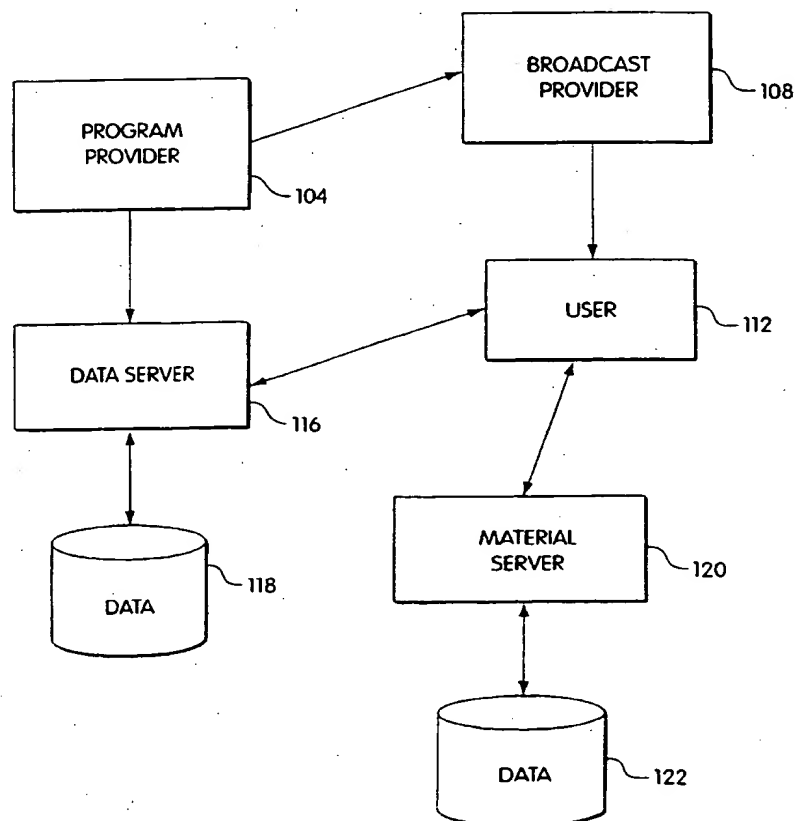 BROADCAST
PROVIDER
108
PROGRAM
PROVIDER
104
USER
112
DATA SERVER
116
MATERIAL
SERVER
120
DATA
118
DATA
122